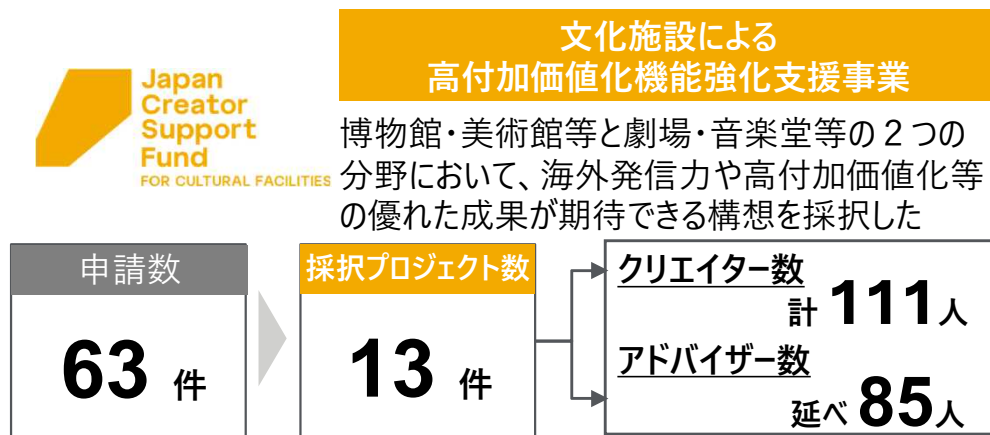 Japan
Creator
Support
Fund
FOR CULTURAL FACILITIES
文化施設による
高付加価値化機能強化支援事業
博物館・美術館等と劇場・音楽堂等の２つの
分野において、海外発信力や高付加価値化等
の優れた成果が期待できる構想を採択した
申請数
63 件
採択プロジェクト数
13 件
クリエイター数
計 111人
アドバイザー数
延べ 85人